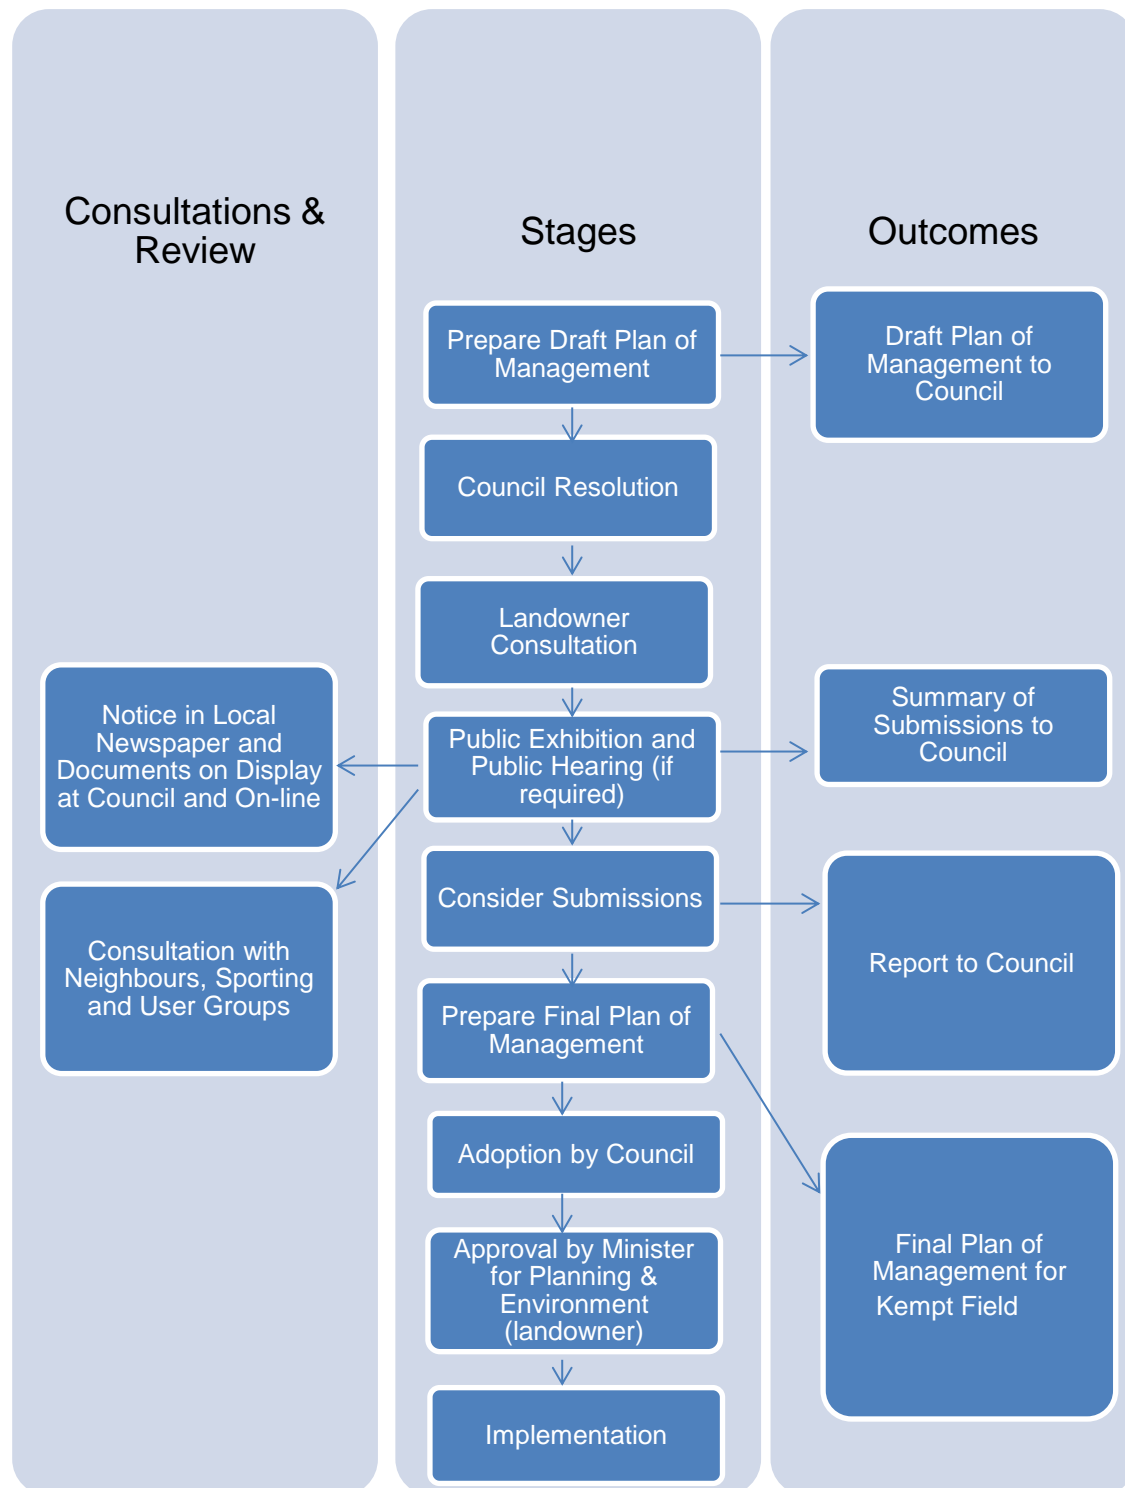 Consultations &
Review
Stages
Outcomes
Prepare Draft Plan of
Management
Draft Plan of
Management to
Council
Council Resolution
Landowner
Consultation
Notice in Local
Newspaper and
Documents on Display
at Council and On-line
Public Exhibition and
Public Hearing (if
required)
Summary of
Submissions to
Council
Consultation with
Neighbours, Sporting
and User Groups
Consider Submissions
Report to Council
Prepare Final Plan of
Management
Adoption by Council
Approval by Minister
for Planning &
Environment
(landowner)
Final Plan of
Management for
Kempt Field
Implementation